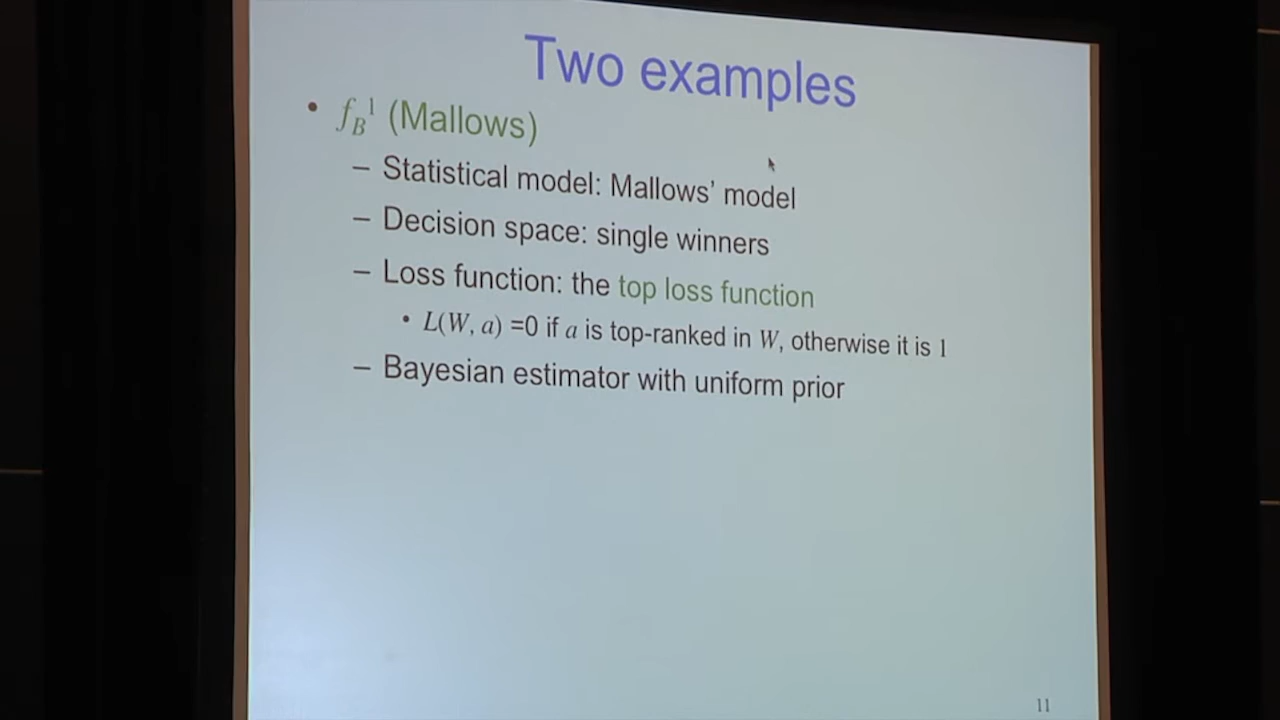 Two examples
• f_B^1 (Mallows)
– Statistical model: Mallows’ model
– Decision space: single winners
– Loss function: the top loss function
• L(W, a) =0 if a is top-ranked in W, otherwise it is 1
– Bayesian estimator with uniform prior
11